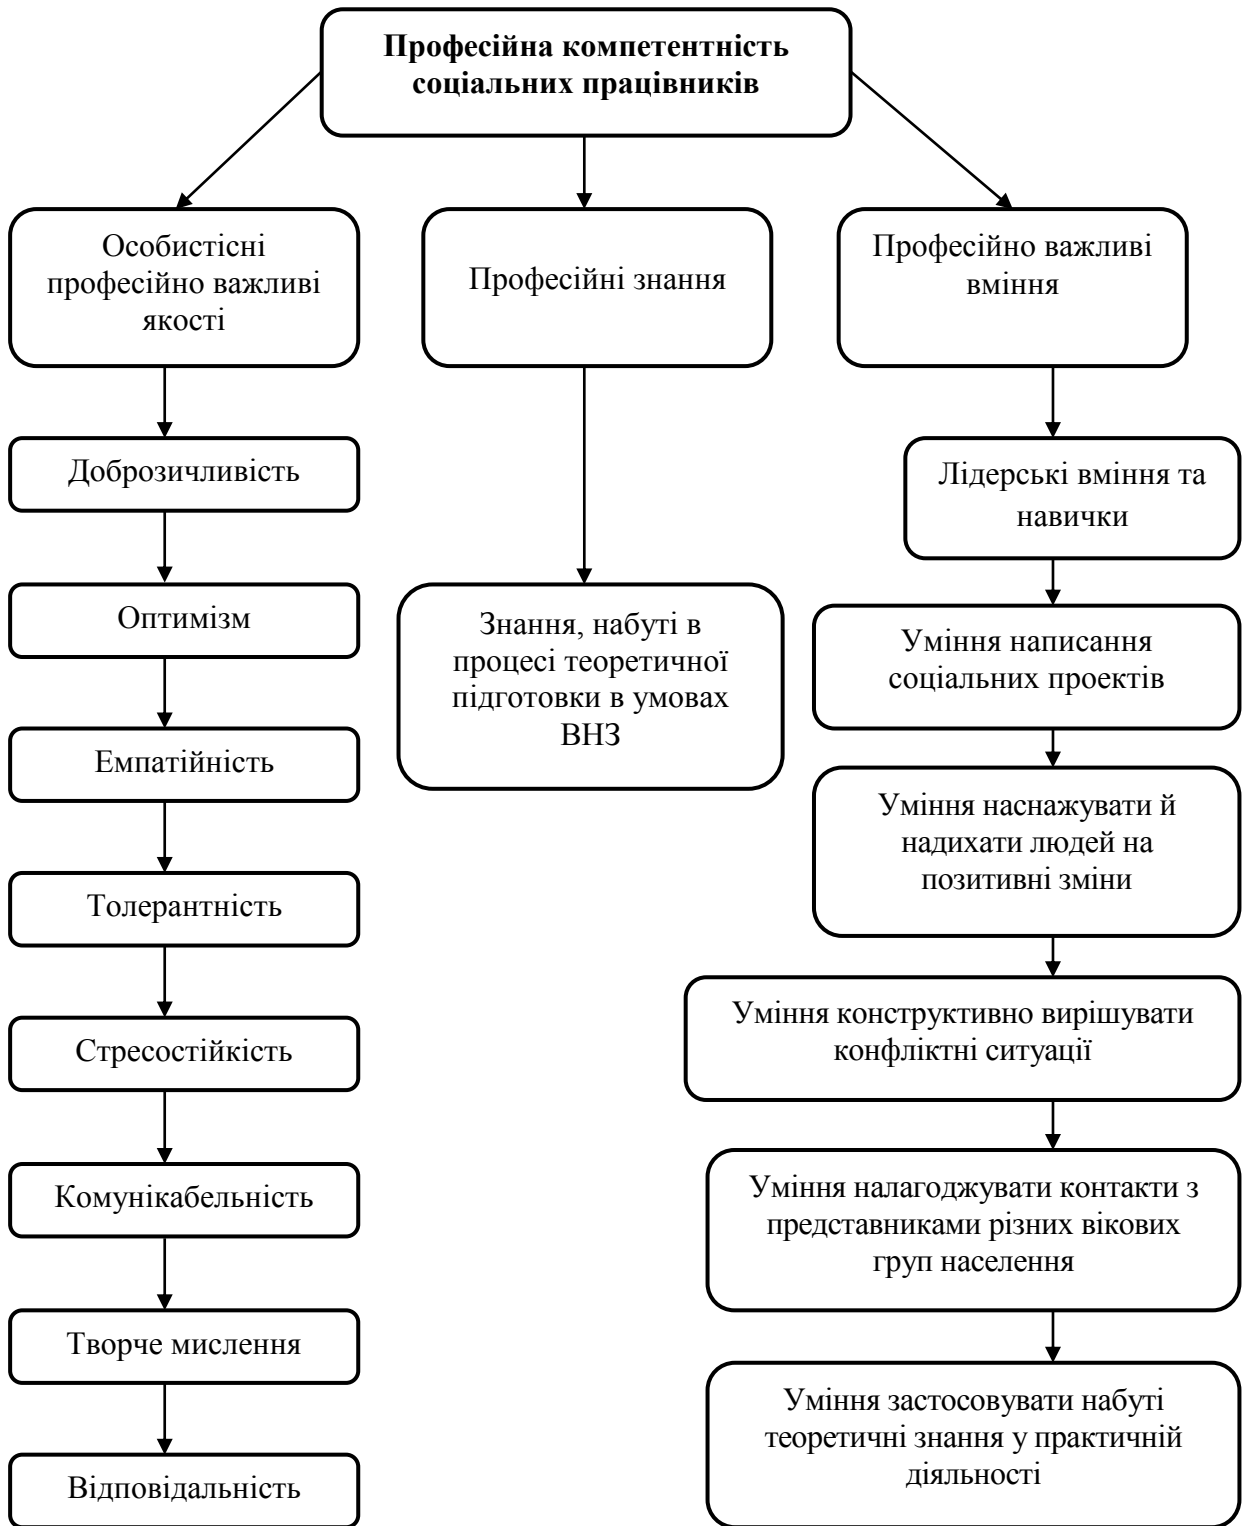 Професійна компетентність
соціальних працівників
Особистісні
професійно важливі
якості
Професійні знання
Професійно важливі
вміння
Доброзичливість
Оптимізм
Емпатійність
Толерантність
Стресостійкість
Комунікабельність
Творче мислення
Відповідальність
Знання, набуті в
процесі теоретичної
підготовки в умовах
ВНЗ
Лідерські вміння та
навички
Уміння написання
соціальних проектів
Уміння наснажувати й
надихати людей на
позитивні зміни
Уміння конструктивно вирішувати
конфліктні ситуації
Уміння налагоджувати контакти з
представниками різних вікових
груп населення
Уміння застосовувати набуті
теоретичні знання у практичній
діяльності